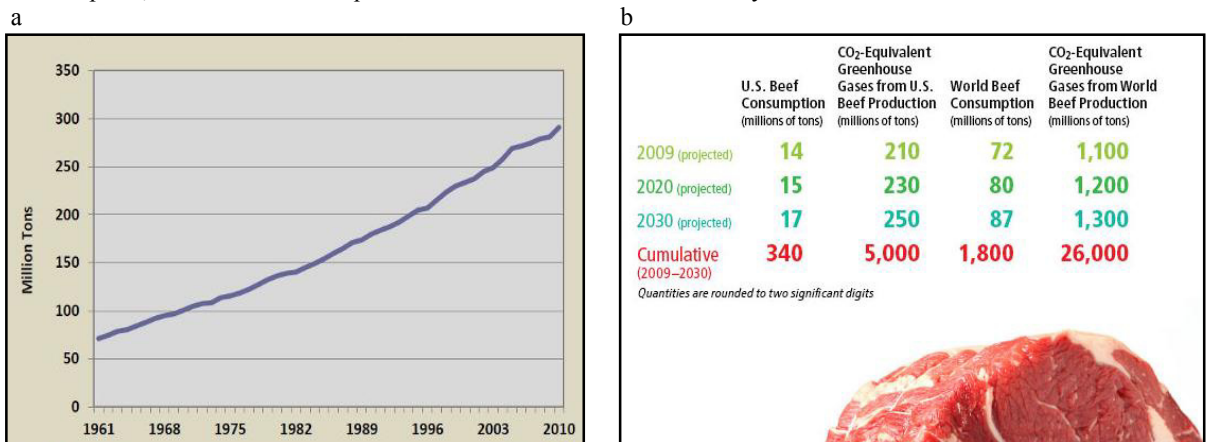 a
b
350
300
250
200
150
100
50
0
Million Tons
1961 1968 1975 1982 1989 1996 2003 2010
U.S. Beef Consumption (millions of tons)
CO₂-Equivalent Greenhouse Gases from U.S. Beef Production (millions of tons)
World Beef Consumption (millions of tons)
CO₂-Equivalent Greenhouse Gases from World Beef Production (millions of tons)
2009 (projected) 14 210 72 1,100
2020 (projected) 15 230 80 1,200
2030 (projected) 17 250 87 1,300
Cumulative 340 5,000 1,800 26,000
(2009–2030)
Quantities are rounded to two significant digits